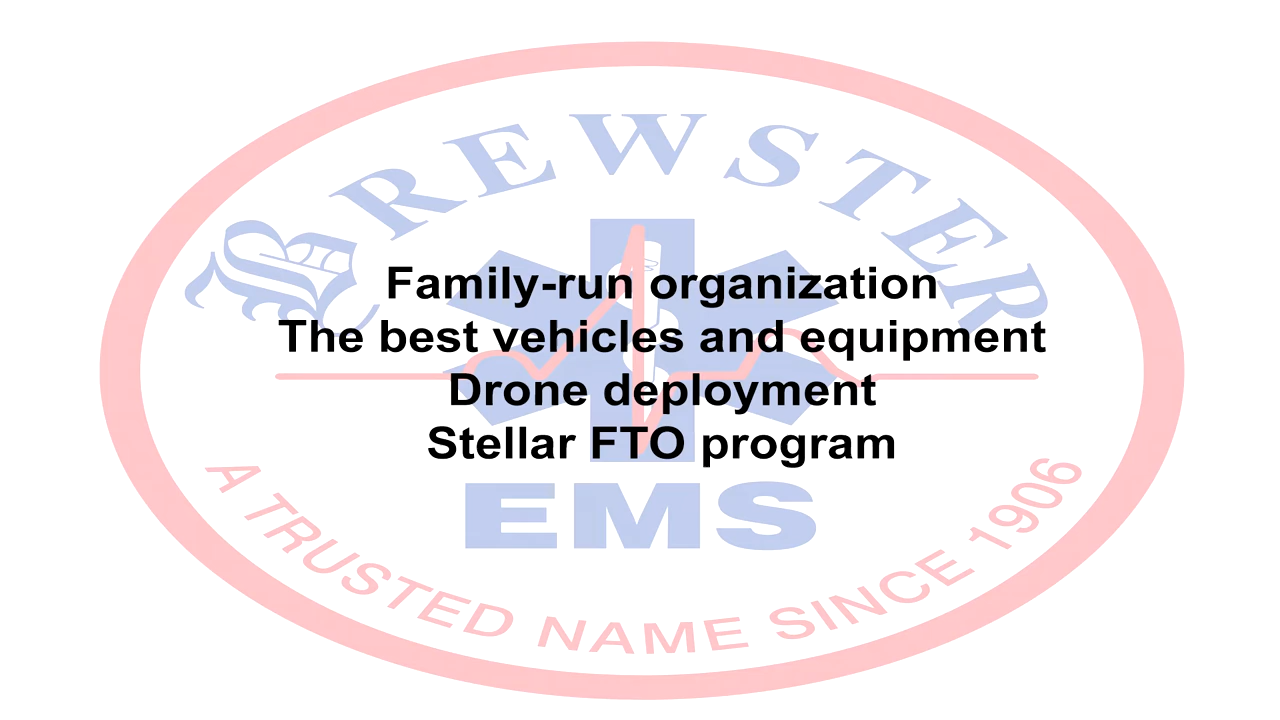 BREWSTER
Family-run organization
The best vehicles and equipment
Drone deployment
Stellar FTO program
EMS
A TRUSTED NAME SINCE 1906